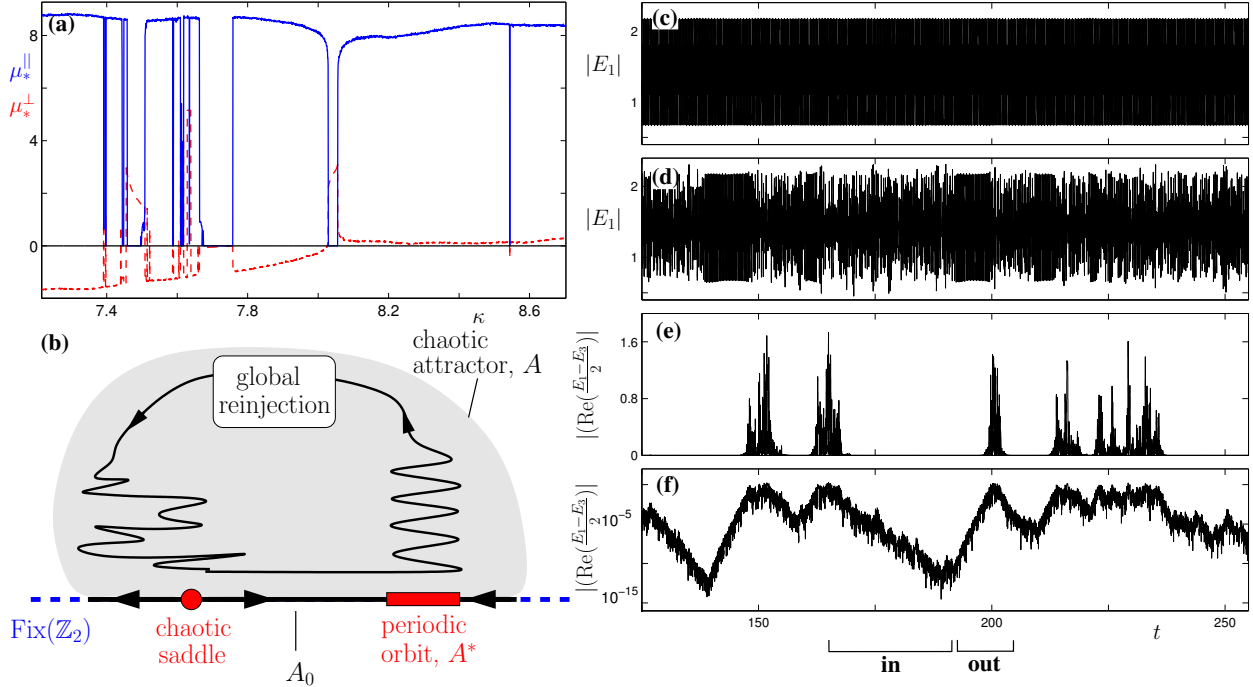 (a)
8
μ∗||
μ∗⊥
4
0
7.4
7.8
8.2
8.6
κ
(b)
chaotic
attractor, A
global
reinjection
Fix(ℤ2)
chaotic
saddle
A0
periodic
orbit, A*
(c)
2
|E1|
1
(d)
2
|E1|
1
(e)
1.6
|(Re(E1−E3/2)|
0.8
0
(f)
|(Re(E1−E3/2)|
10−5
10−15
150
200
t
250
in
out